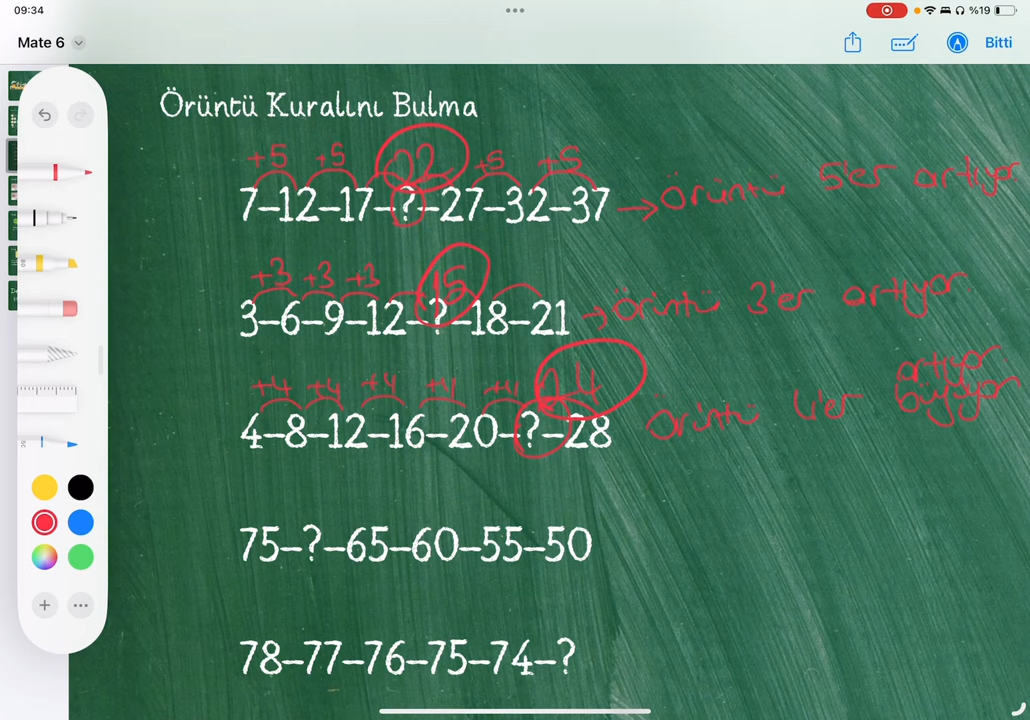 09:34
%19
Mate 6
Bitti
Örüntü Kuralını Bulma
+5 +5 22 +5 +5
7–12–17–?–27–32–37 → Örüntü 5'er artıyor
+3 +3 +3 15
3–6–9–12–?–18–21 → Örüntü 3'er artıyor.
+4 +4 +4 +4 +4 24
4–8–12–16–20–?–28 Örüntü 4'er artıyor.
büyüyor
75–?–65–60–55–50
78–77–76–75–74–?